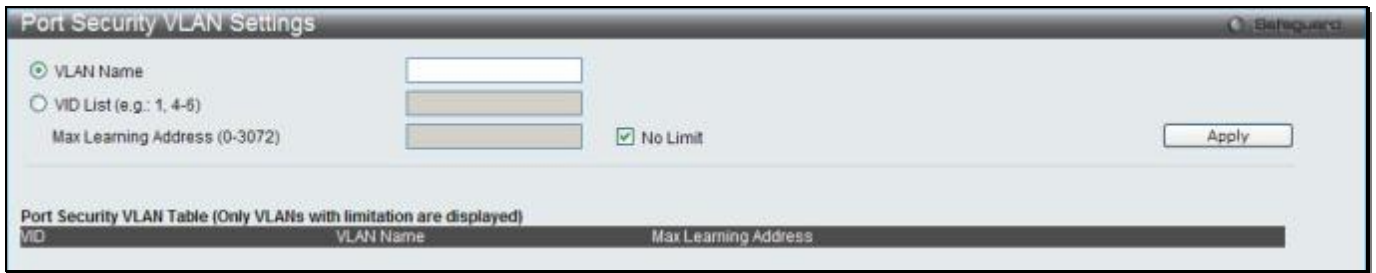 Port Security VLAN Settings
Safeguard
VLAN Name
VID List (e.g.: 1, 4-6)
Max Learning Address (0-3072)
No Limit
Apply
Port Security VLAN Table (Only VLANs with limitation are displayed)
VID VLAN Name Max Learning Address